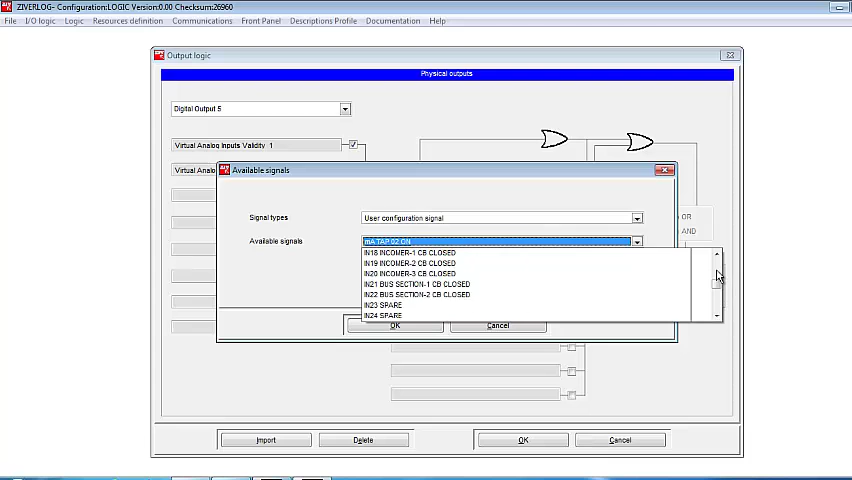 ZIVERLOG- Configuration:LOGIC Version:0.00 Checksum:26960
File I/O logic Logic Resources definition Communications Front Panel Descriptions Profile Documentation Help
Output logic
Physical outputs
Digital Output 5
Virtual Analog Inputs Validity 1
Virtual Analo
Available signals
Signal types
User configuration signal
Available signals
mA TAP 02 ON
IN18 INCOMER-1 CB CLOSED
IN19 INCOMER-2 CB CLOSED
IN20 INCOMER-3 CB CLOSED
IN21 BUS SECTION-1 CB CLOSED
IN22 BUS SECTION-2 CB CLOSED
IN23 SPARE
IN24 SPARE
OK Cancel
OR
AND
Import Delete OK Cancel